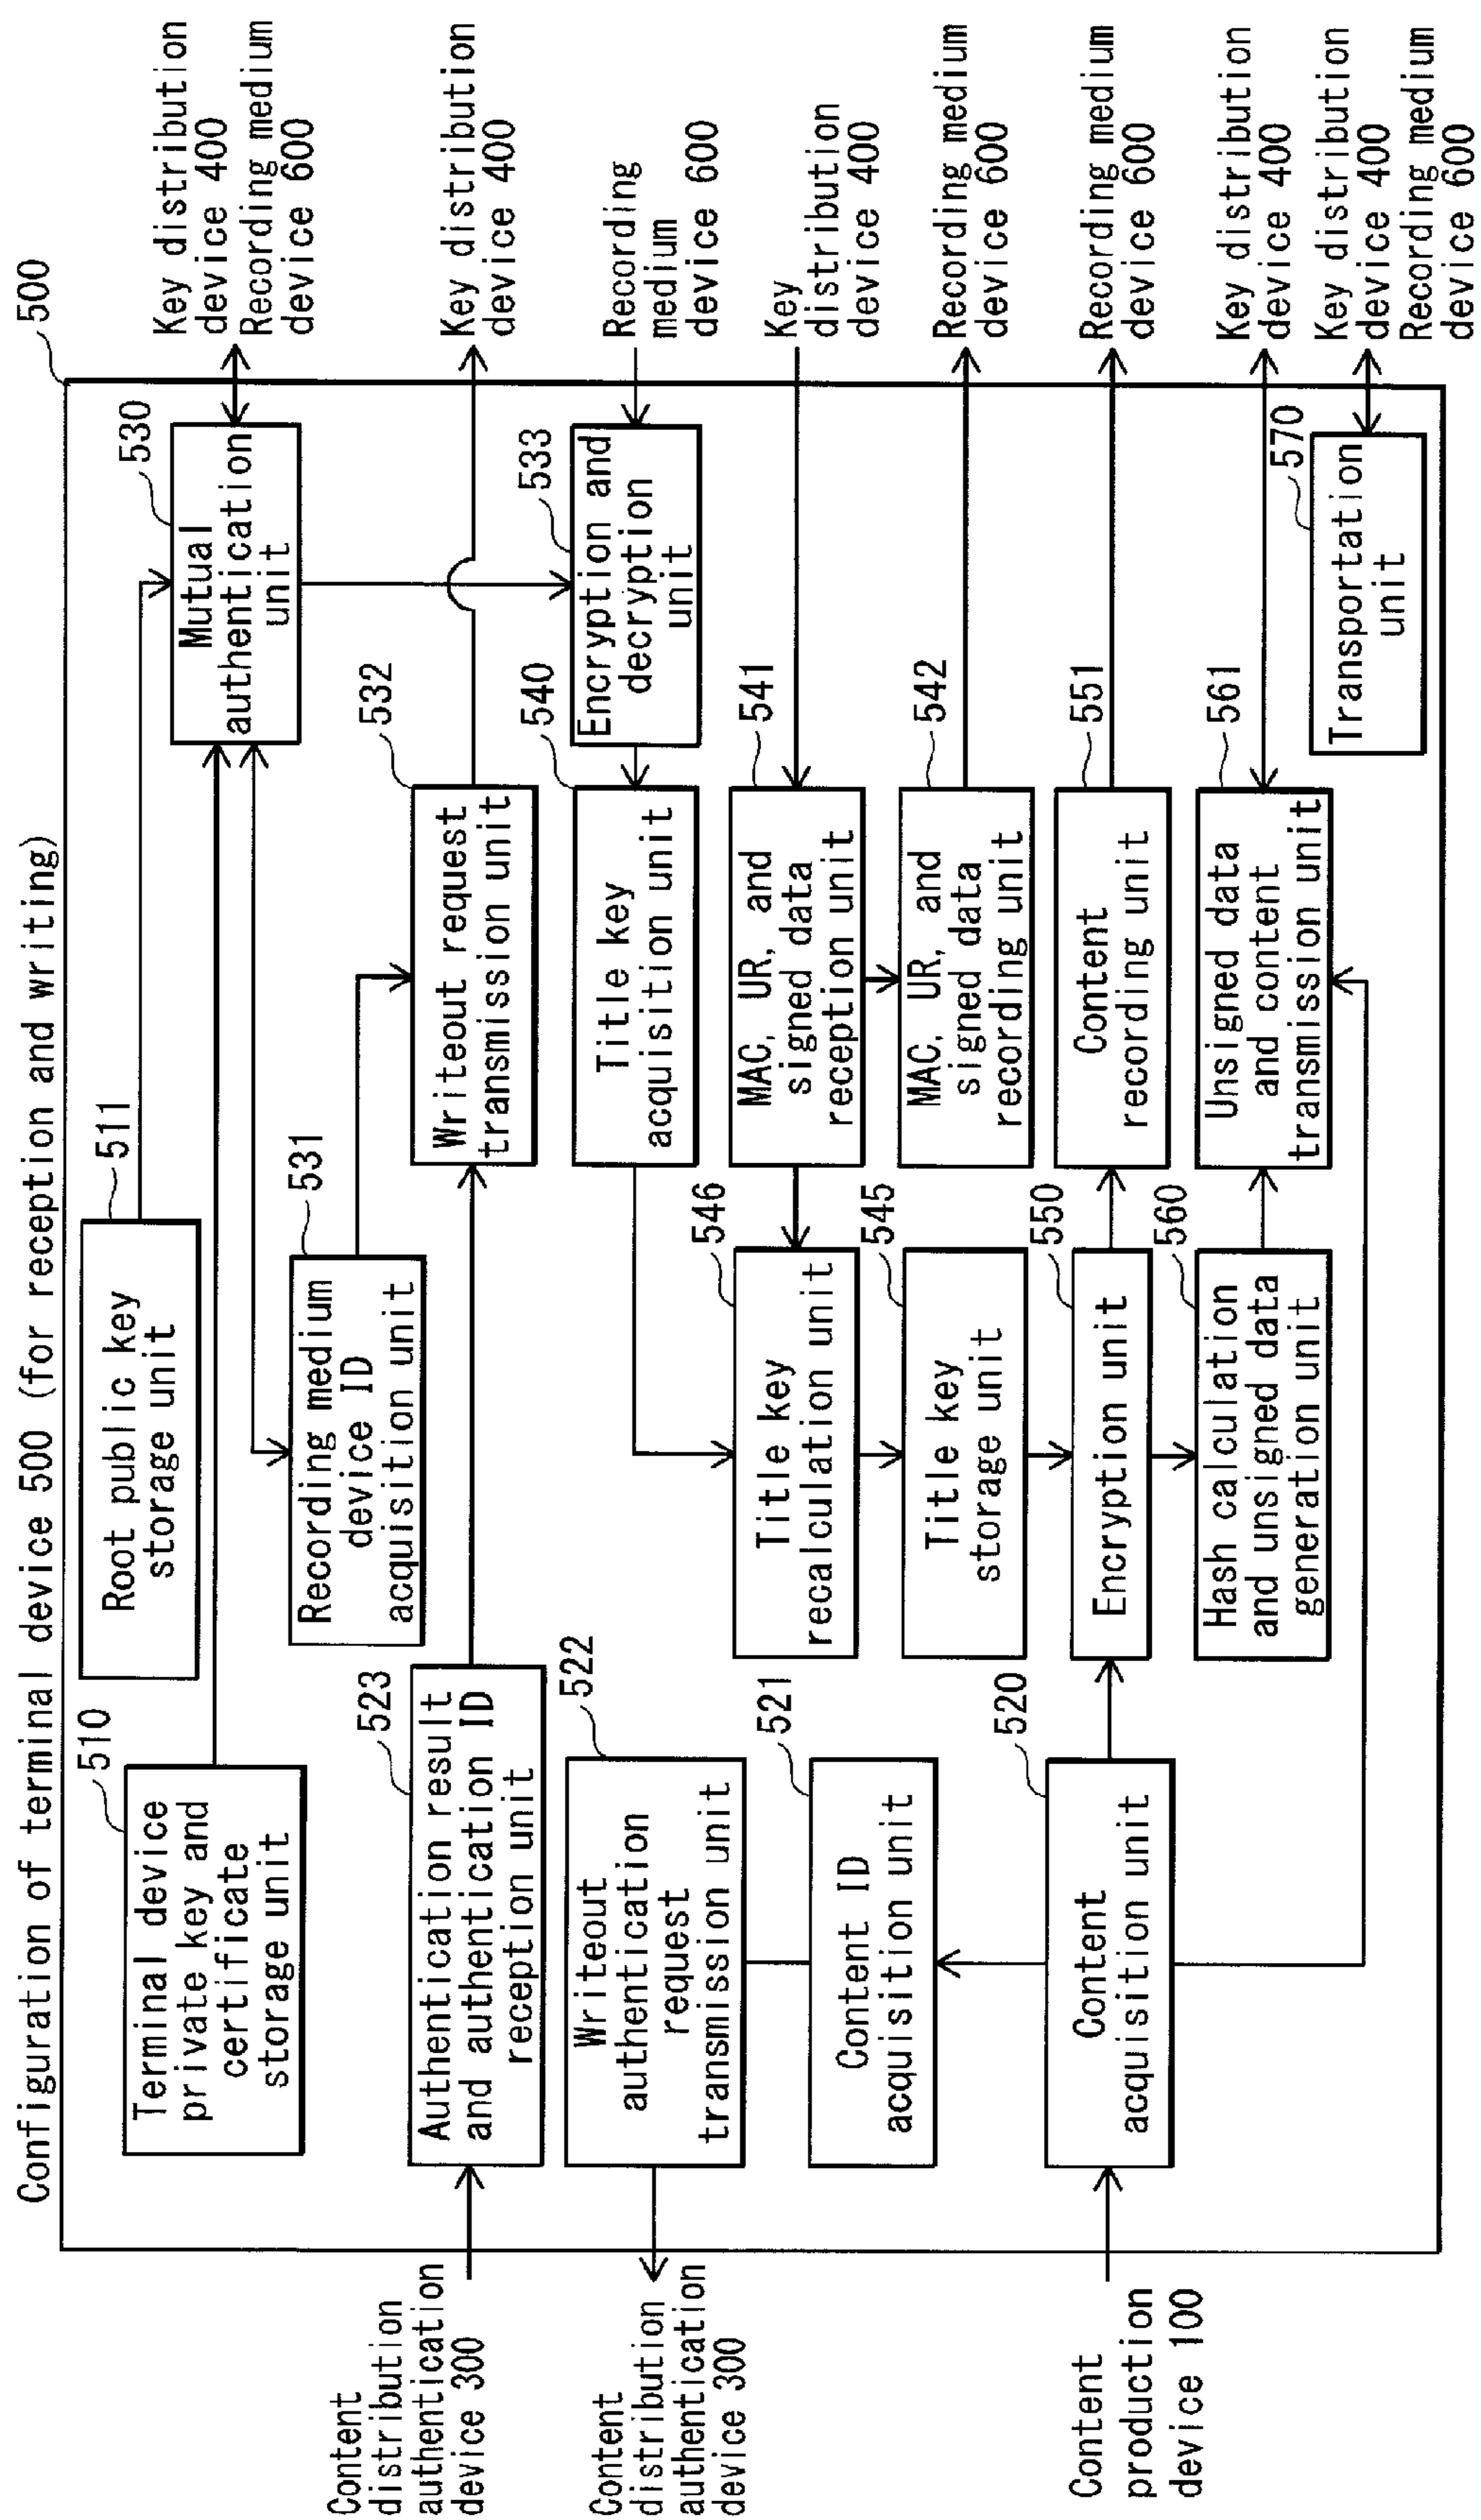 Configuration of terminal device 500 (for reception and writing)
500
510
Terminal device
private key and
certificate
storage unit
511
Root public key
storage unit
530
Mutual
authentication
unit
Key distribution
device 400
Recording medium
device 600
531
Recording medium
device ID
acquisition unit
Content
distribution
authentication
device 300
523
Authentication result
and authentication ID
reception unit
532
Writeout request
transmission unit
Key distribution
device 400
Content
distribution
authentication
device 300
522
Writeout
authentication
request
transmission unit
540
Title key
acquisition unit
533
Encryption and
decryption
unit
Recording
medium
device 600
521
Content ID
acquisition unit
546
Title key
recalculation unit
541
MAC, UR, and
signed data
reception unit
Key
distribution
device 400
545
Title key
storage unit
542
MAC, UR, and
signed data
recording unit
Recording medium
device 600
Content
production
device 100
520
Content
acquisition unit
550
Encryption unit
551
Content
recording unit
Recording medium
device 600
560
Hash calculation
and unsigned data
generation unit
561
Unsigned data
and content
transmission unit
Key distribution
device 400
570
Transportation
unit
Key distribution
device 400
Recording medium
device 600